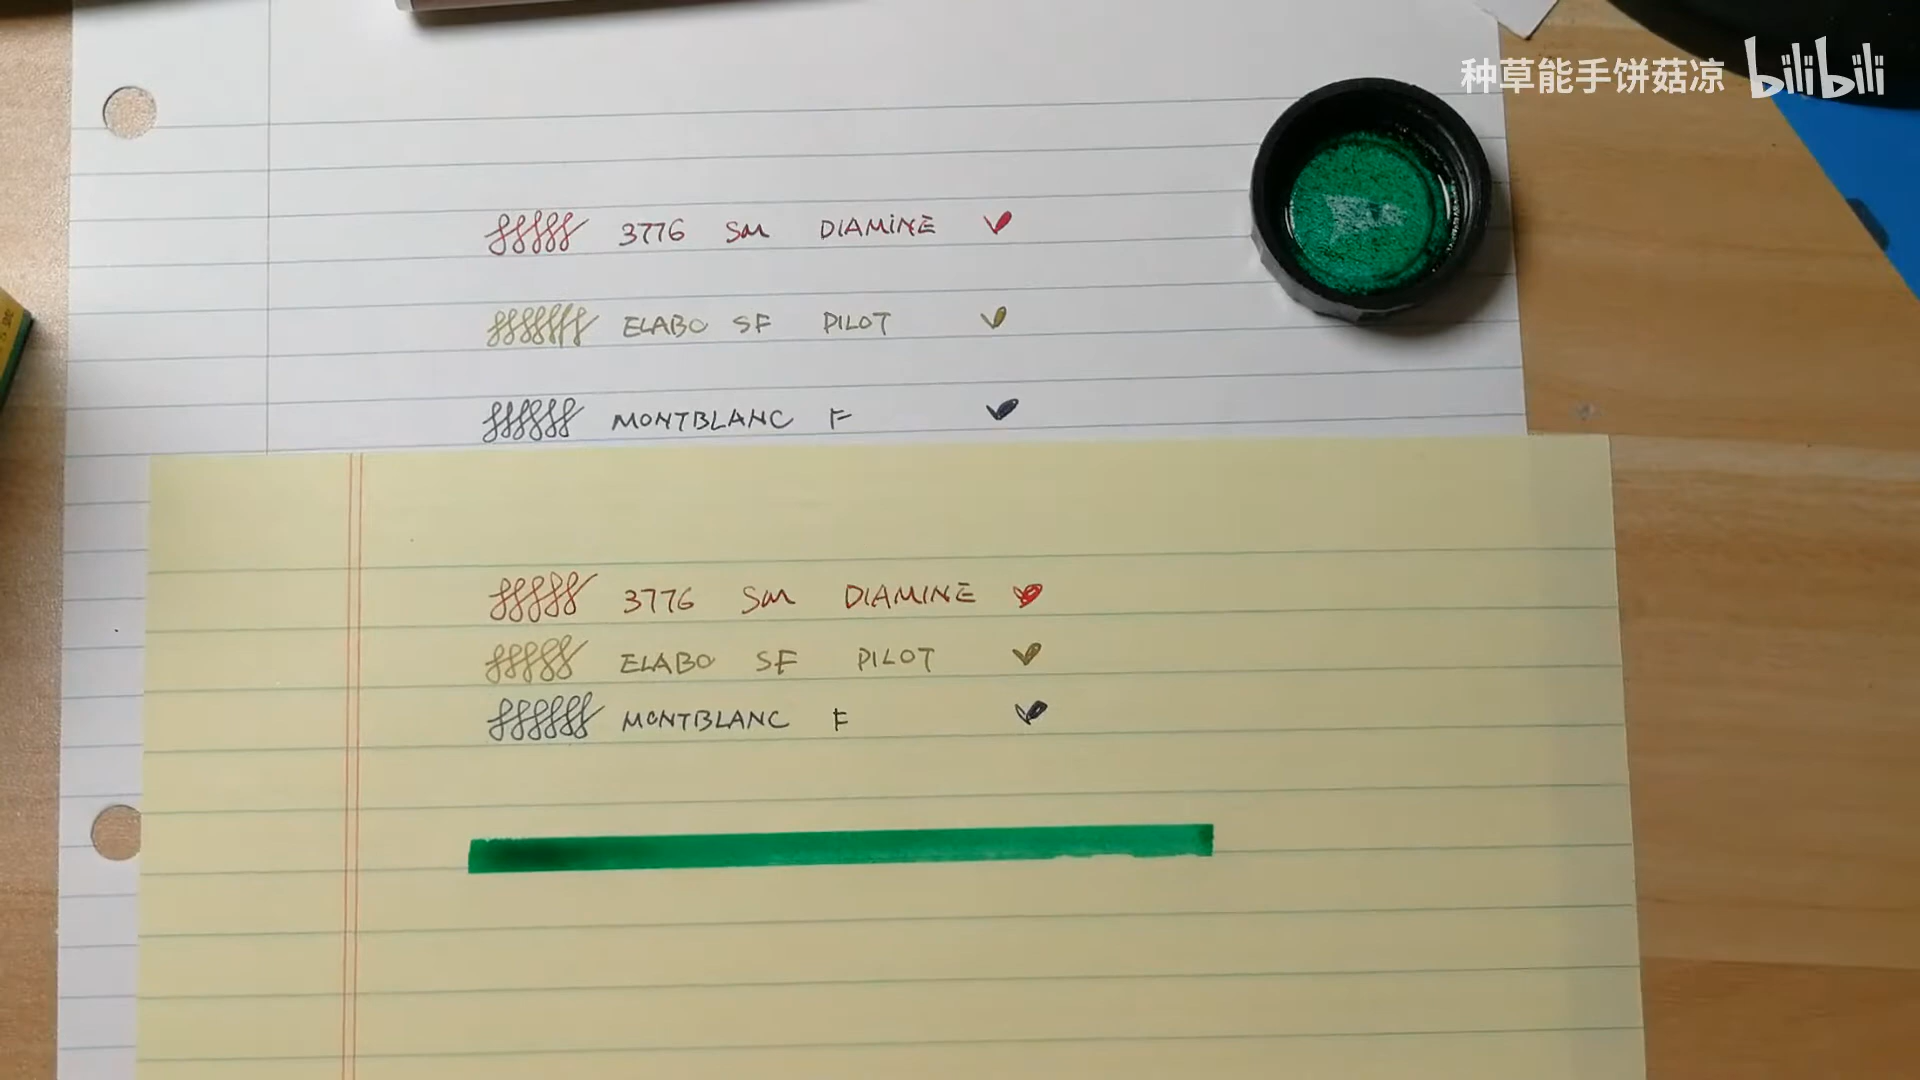 种草能手饼菇凉 bilibili
3776 SM DIAMINE
ELABO SF PILOT
MONTBLANC F
3776 SM DIAMINE
ELABO SF PILOT
MONTBLANC F